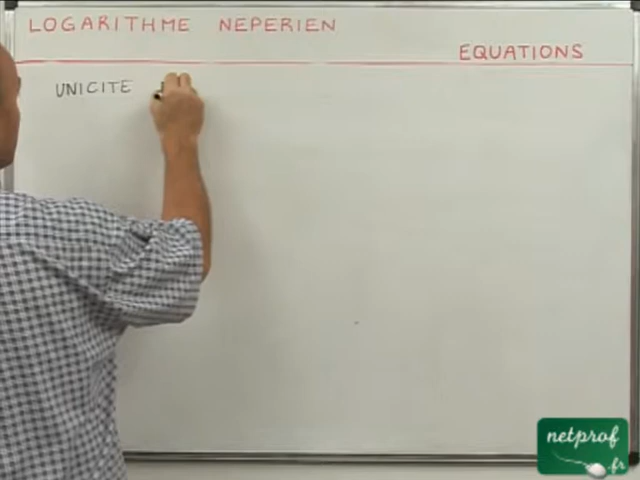 LOGARITHME NEPERIEN
EQUATIONS
UNICITE
netprof
.fr